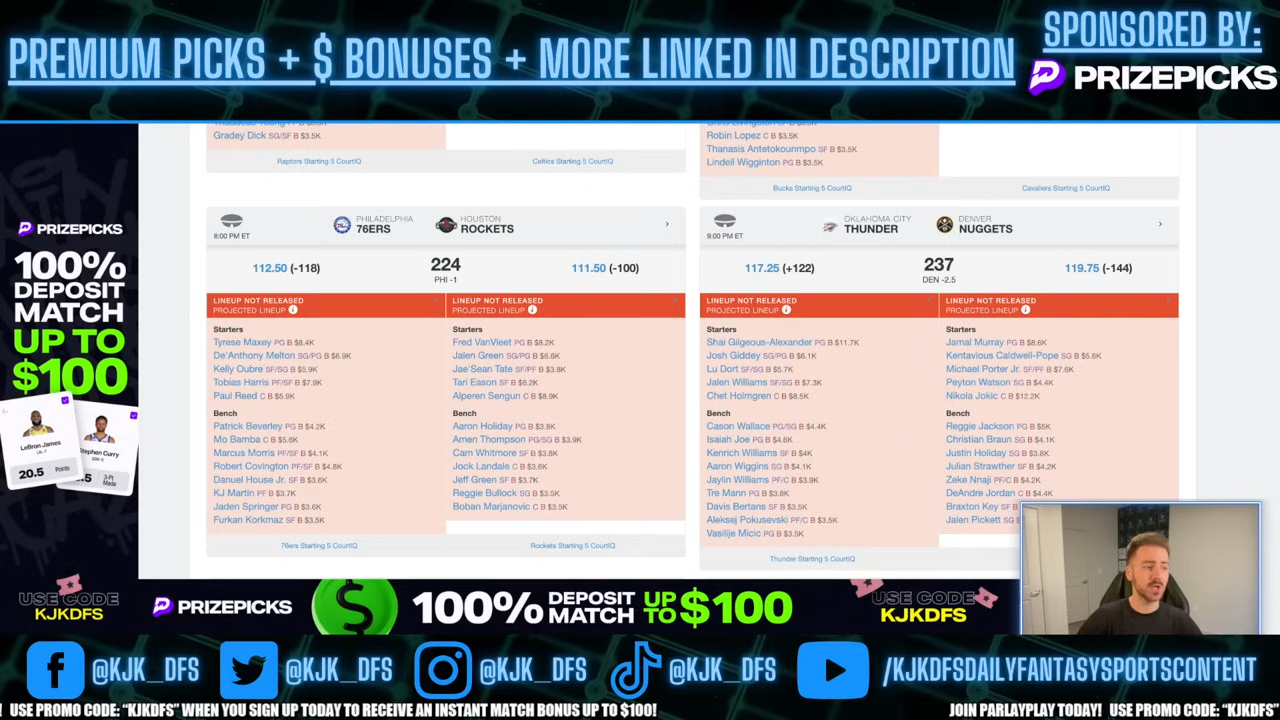 PREMIUM PICKS + $ BONUSES + MORE LINKED IN DESCRIPTION
SPONSORED BY:
PRIZEPICKS
Gradey Dick SG/SF B $3.5K
Raptors Starting 5 CourtIQ
Celtics Starting 5 CourtIQ
Robin Lopez C B $3.5K
Thanasis Antetokounmpo SF B $3.5K
Lindell Wigginton PG B $3.5K
Bucks Starting 5 CourtIQ
Cavaliers Starting 5 CourtIQ
8:00 PM ET
PHILADELPHIA
76ERS
HOUSTON
ROCKETS
112.50 (-118)
224
PHI -1
111.50 (-100)
LINEUP NOT RELEASED
PROJECTED LINEUP
Starters
Tyrese Maxey PG B $8.4K
De'Anthony Melton SG/PG B $6.9K
Kelly Oubre SF/SG B $5.9K
Tobias Harris PF/SF B $7.9K
Paul Reed C B $5.9K
Bench
Patrick Beverley PG B $4.2K
Mo Bamba C B $5.6K
Marcus Morris PF/SF B $4.1K
Robert Covington PF/SF B $4.8K
Danuel House Jr. SF B $3.6K
KJ Martin PF B $3.7K
Jaden Springer PG B $3.6K
Furkan Korkmaz SF B $3.5K
76ers Starting 5 CourtIQ
LINEUP NOT RELEASED
PROJECTED LINEUP
Starters
Fred VanVleet PG B $8.2K
Jalen Green SG/PG B $6.6K
Jae'Sean Tate SF/PF B $3.8K
Tari Eason SF B $6.2K
Alperen Sengun C B $8.9K
Bench
Aaron Holiday PG B $3.8K
Amen Thompson PG/SG B $3.9K
Cam Whitmore SF B $3.8K
Jock Landale C B $3.6K
Jeff Green SF B $3.7K
Reggie Bullock SG B $3.5K
Boban Marjanovic C B $3.5K
Rockets Starting 5 CourtIQ
9:00 PM ET
OKLAHOMA CITY
THUNDER
DENVER
NUGGETS
117.25 (+122)
237
DEN -2.5
119.75 (-144)
LINEUP NOT RELEASED
PROJECTED LINEUP
Starters
Shai Gilgeous-Alexander PG B $11.7K
Josh Giddey SG/PG B $6.1K
Lu Dort SF/SG B $5.7K
Jalen Williams SF/SG B $7.3K
Chet Holmgren C B $8.5K
Bench
Cason Wallace PG/SG B $4.4K
Isaiah Joe PG B $4.6K
Kenrich Williams SF B $4K
Aaron Wiggins SG B $4.1K
Jaylin Williams PF/C B $3.9K
Tre Mann PG B $3.8K
Davis Bertans SF B $3.5K
Aleksej Pokusevski PF/C B $3.5K
Vasilije Micic PG B $3.5K
Thunder Starting 5 CourtIQ
LINEUP NOT RELEASED
PROJECTED LINEUP
Starters
Jamal Murray PG B $8.6K
Kentavious Caldwell-Pope SG B $5.6K
Michael Porter Jr. SF/PF B $7.6K
Peyton Watson SG B $4.4K
Nikola Jokic C B $12.2K
Bench
Reggie Jackson PG B $5K
Christian Braun SG B $4.1K
Justin Holiday SG B $3.8K
Julian Strawther SF B $4.2K
Zeke Nnaji PF/C B $4.2K
DeAndre Jordan C B $4.4K
Braxton Key SF B
Jalen Pickett SG B
PRIZEPICKS
100%
DEPOSIT
MATCH
UP TO
$100
LeBron James
20.5 Points
Stephen Curry
.5 3-Pt Made
USE CODE
KJKDFS
PRIZEPICKS
$
100% DEPOSIT MATCH UP TO $100
USE CODE
KJKDFS
@KJK_DFS
@KJK_DFS
@KJK_DFS
@KJK_DFS
/KJKDFSDAILYFANTASYSPORTSCONTENT
! USE PROMO CODE: "KJKDFS" WHEN YOU SIGN UP TODAY TO RECEIVE AN INSTANT MATCH BONUS UP TO $100!
JOIN PARLAYPLAY TODAY! USE PROMO CODE: "KJKDFS"